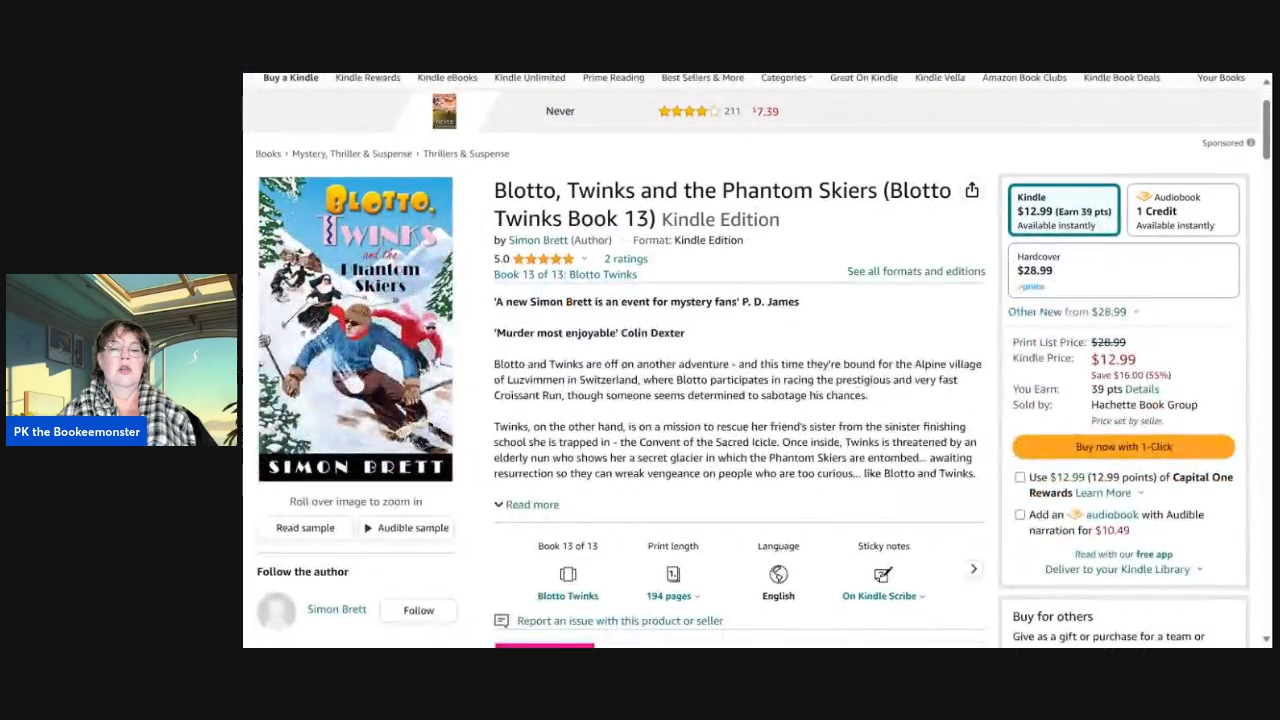 Buy a Kindle Kindle Rewards Kindle eBooks Kindle Unlimited Prime Reading Best Sellers & More Categories Great On Kindle Kindle Vella Amazon Book Clubs Kindle Book Deals Your Books
Never 211 $7.39
Sponsored
Books › Mystery, Thriller & Suspense › Thrillers & Suspense
BLOTTO,
TWINKS
and the
Phantom
Skiers
SIMON BRETT
Roll over image to zoom in
Read sample
Audible sample
Follow the author
Simon Brett
Follow
Blotto, Twinks and the Phantom Skiers (Blotto
Twinks Book 13) Kindle Edition
by Simon Brett (Author) Format: Kindle Edition
5.0 2 ratings
Book 13 of 13: Blotto Twinks
See all formats and editions
'A new Simon Brett is an event for mystery fans' P. D. James
'Murder most enjoyable' Colin Dexter
Blotto and Twinks are off on another adventure - and this time they're bound for the Alpine village
of Luzvimmen in Switzerland, where Blotto participates in racing the prestigious and very fast
Croissant Run, though someone seems determined to sabotage his chances.
Twinks, on the other hand, is on a mission to rescue her friend's sister from the sinister finishing
school she is trapped in - the Convent of the Sacred Icicle. Once inside, Twinks is threatened by an
elderly nun who shows her a secret glacier in which the Phantom Skiers are entombed... awaiting
resurrection so they can wreak vengeance on people who are too curious... like Blotto and Twinks.
Read more
Book 13 of 13
Blotto Twinks
Print length
194 pages
Language
English
Sticky notes
On Kindle Scribe
Report an issue with this product or seller
Kindle
$12.99 (Earn 39 pts)
Available instantly
Audiobook
1 Credit
Available instantly
Hardcover
$28.99
prime
Other New from $28.99
Print List Price: $28.99
Kindle Price: $12.99
Save $16.00 (55%)
You Earn: 39 pts Details
Sold by: Hachette Book Group
Price set by seller.
Buy now with 1-Click
Use $12.99 (12.99 points) of Capital One
Rewards Learn More
Add an audiobook with Audible
narration for $10.49
Read with our free app
Deliver to your Kindle Library
Buy for others
Give as a gift or purchase for a team or
PK the Bookeemonster